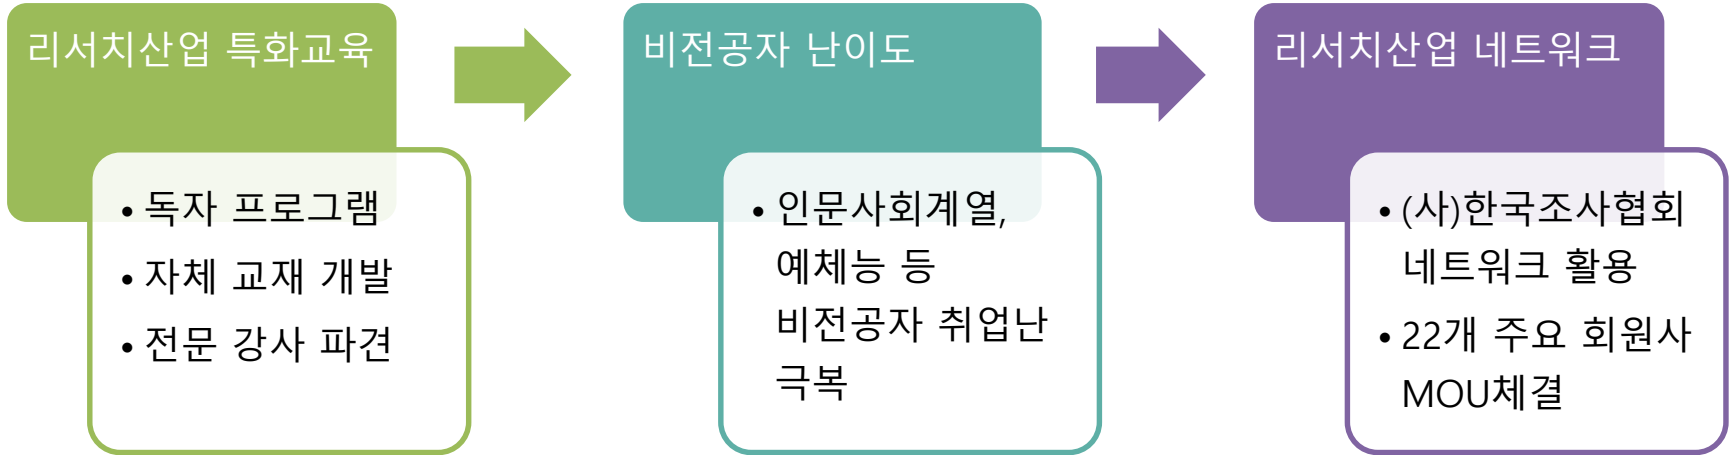 리서치산업 특화교육
• 독자 프로그램
• 자체 교재 개발
• 전문 강사 파견
비전공자 난이도
• 인문사회계열,
예체능 등
비전공자 취업난
극복
리서치산업 네트워크
• (사)한국조사협회
네트워크 활용
• 22개 주요 회원사
MOU체결